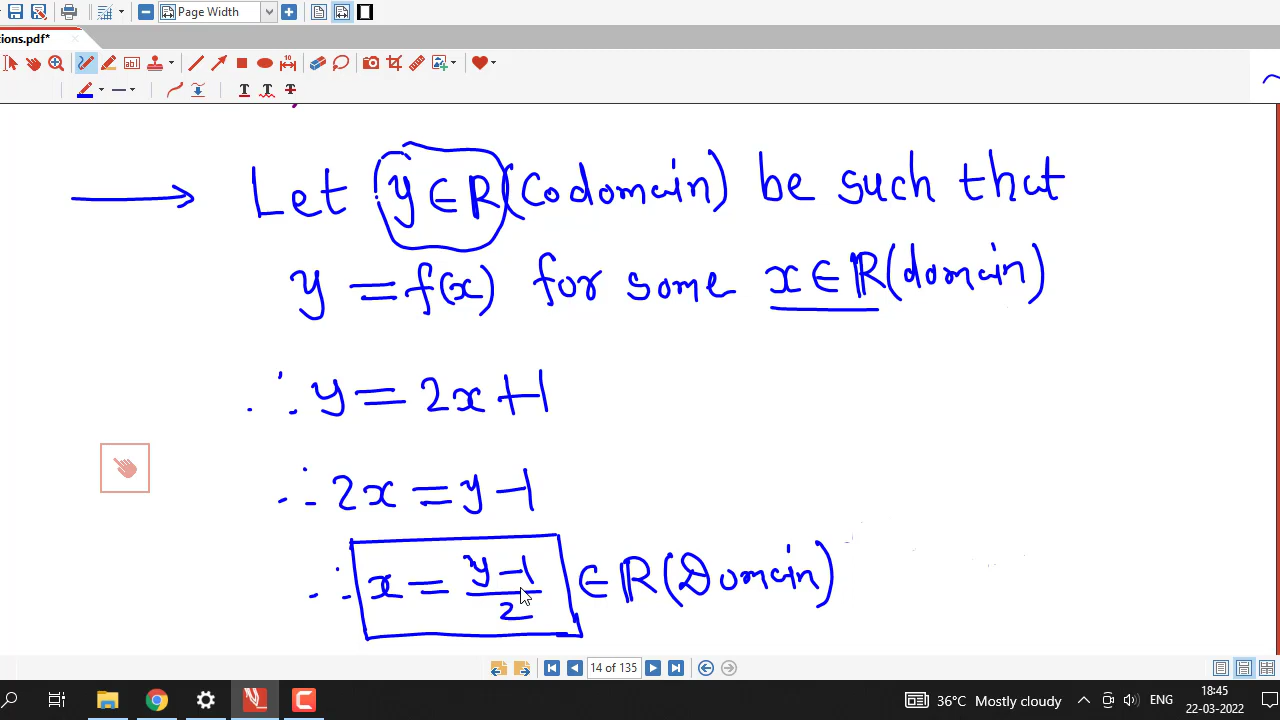 Page Width
ions.pdf*
10
T T T
Let y∈ℝ (Codomain) be such that
y = f(x) for some x∈ℝ (domain)
∴ y = 2x+1
∴ 2x = y-1
∴ x = (y-1)/2 ∈ ℝ (Domain)
14 of 135
36°C Mostly cloudy
ENG
18:45
22-03-2022